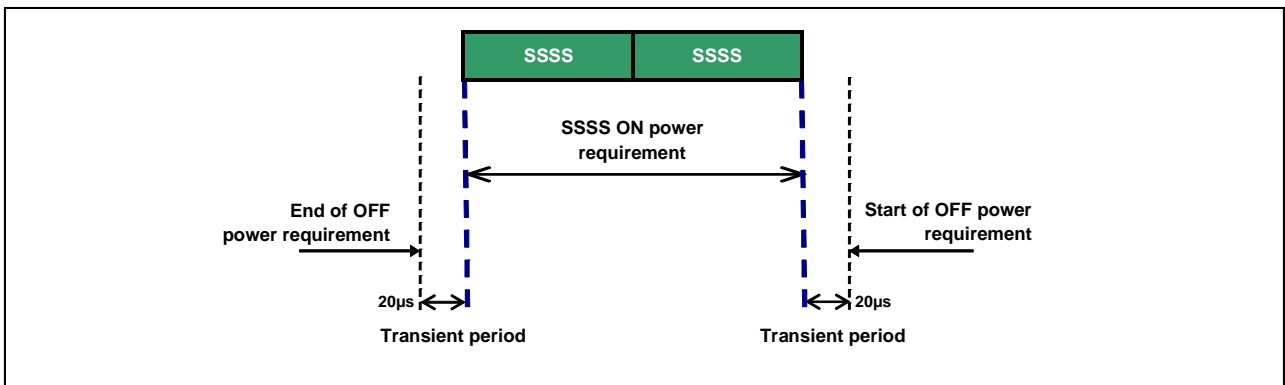 SSSS SSSS
SSSS ON power
requirement
End of OFF
power requirement
Start of OFF power
requirement
20µs
20µs
Transient period
Transient period